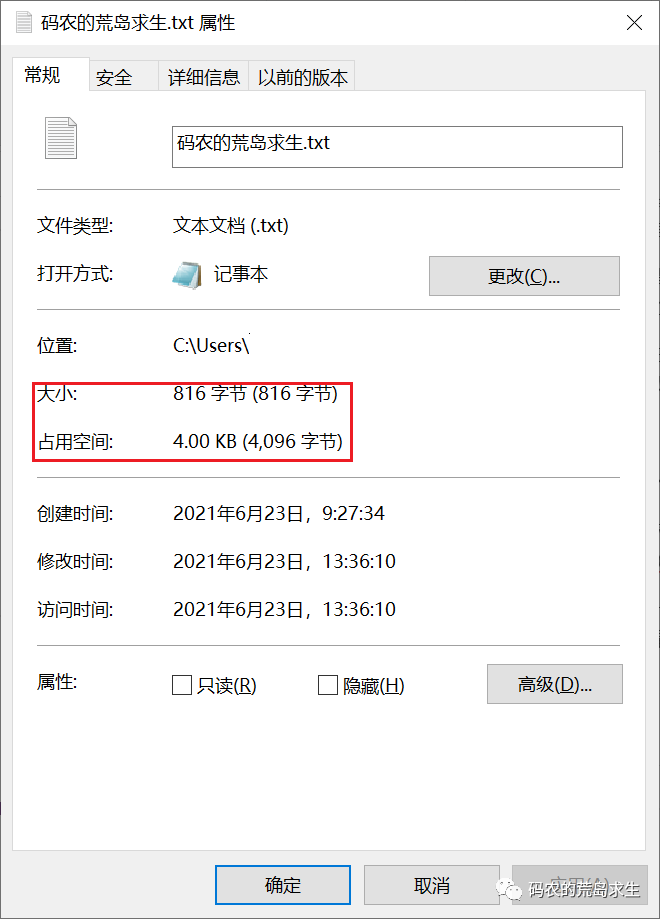 码农的荒岛求生.txt 属性
常规 安全 详细信息 以前的版本
码农的荒岛求生.txt
文件类型: 文本文档 (.txt)
打开方式: 记事本 更改(C)...
位置: C:\Users\
大小: 816 字节 (816 字节)
占用空间: 4.00 KB (4,096 字节)
创建时间: 2021年6月23日，9:27:34
修改时间: 2021年6月23日，13:36:10
访问时间: 2021年6月23日，13:36:10
属性: 只读(R) 隐藏(H) 高级(D)...
确定 取消
码农的荒岛求生